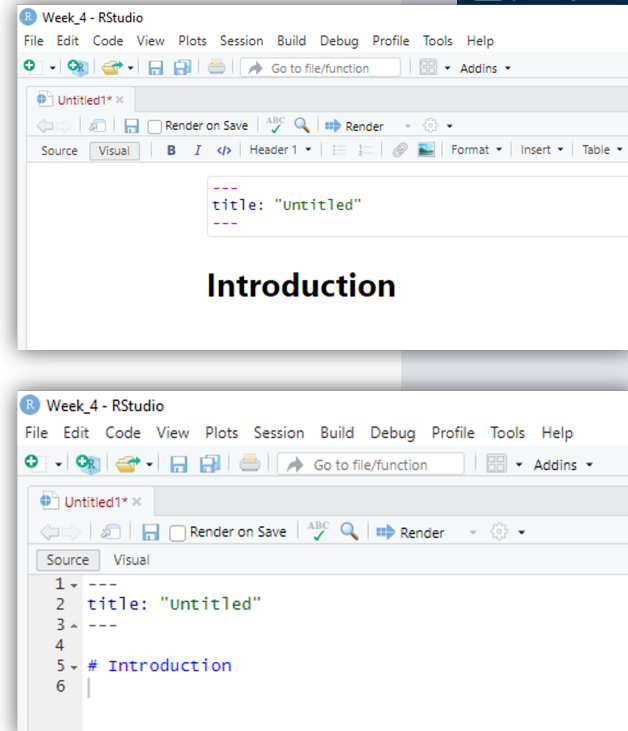 Week_4 - RStudio
File Edit Code View Plots Session Build Debug Profile Tools Help
Go to file/function Addins
Untitled1*
Render on Save ABC Render
Source Visual B I </> Header 1 Format Insert Table
---
title: "Untitled"
---
Introduction
R Week_4 - RStudio
File Edit Code View Plots Session Build Debug Profile Tools Help
Go to file/function Addins
Untitled1*
Render on Save ABC Render
Source Visual
1 ---
2 title: "Untitled"
3 ---
4
5 # Introduction
6